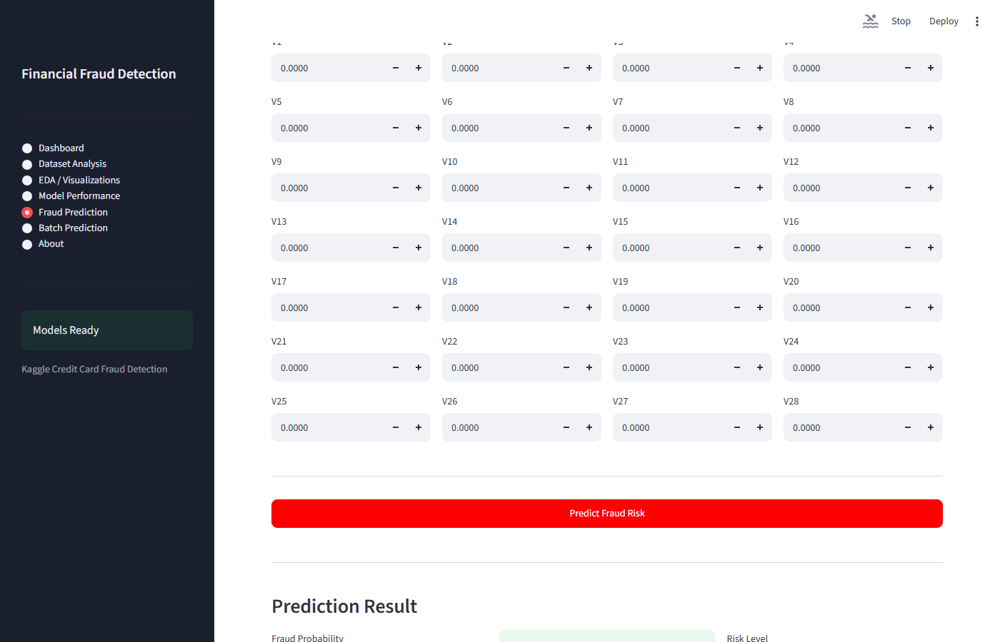 Stop Deploy
Financial Fraud Detection
Dashboard
Dataset Analysis
EDA / Visualizations
Model Performance
Fraud Prediction
Batch Prediction
About
Models Ready
Kaggle Credit Card Fraud Detection
0.0000 0.0000 0.0000 0.0000
V5 V6 V7 V8
0.0000 0.0000 0.0000 0.0000
V9 V10 V11 V12
0.0000 0.0000 0.0000 0.0000
V13 V14 V15 V16
0.0000 0.0000 0.0000 0.0000
V17 V18 V19 V20
0.0000 0.0000 0.0000 0.0000
V21 V22 V23 V24
0.0000 0.0000 0.0000 0.0000
V25 V26 V27 V28
0.0000 0.0000 0.0000 0.0000
Predict Fraud Risk
Prediction Result
Fraud Probability Risk Level